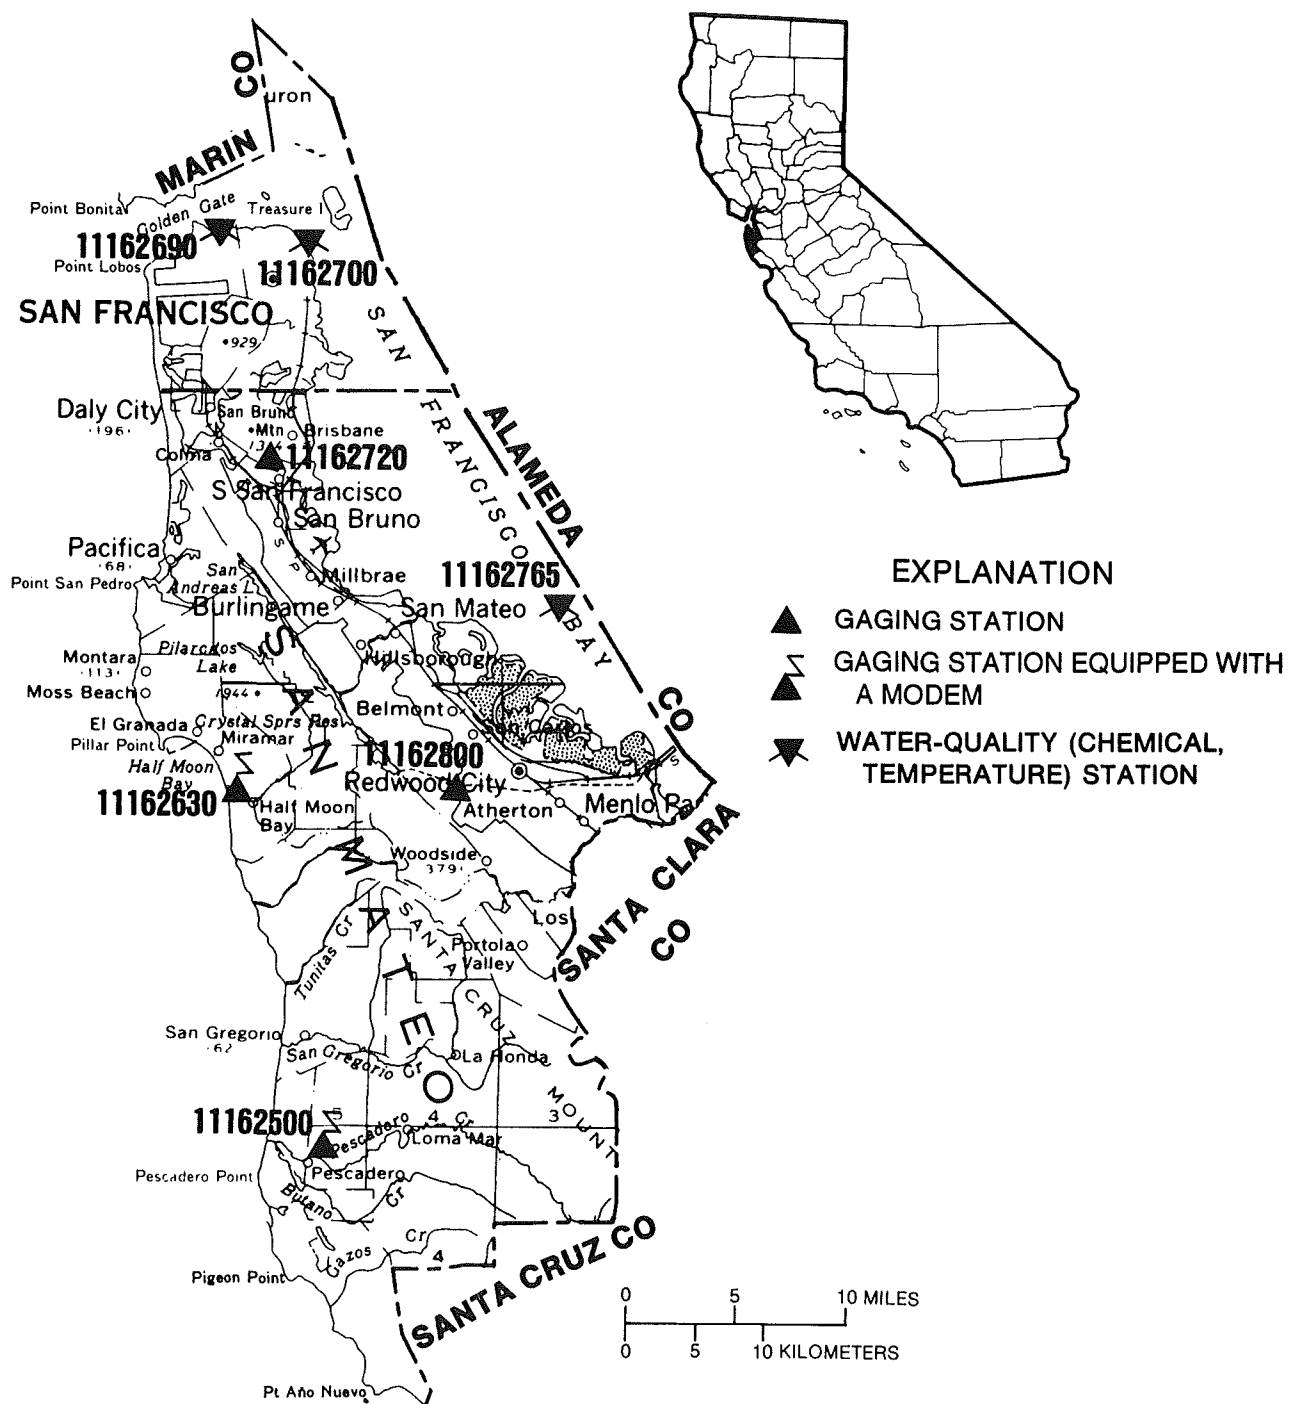 CO
uron
MARIN
Point Bonita
Golden Gate
Treasure I
11162690
Point Lobos
11162700
SAN FRANCISCO
•929
SAN FRANCISCO BAY
Daly City
·196·
San Bruno
•Mtn
Brisbane
Colma
11162720
S San Francisco
San Bruno
ALAMEDA
CO
Pacifica
·68·
Point San Pedro
San
Andreas L
Millbrae
11162765
Burlingame
San Mateo
Pilarcitos
Lake
Hillsborough
Montara
·113·
Moss Beach
1944 •
Belmont
El Granada
Crystal Sprs Res
San Carlos
Pillar Point
Miramar
Half Moon
Bay
11162800
Redwood City
11162630
Half Moon
Bay
Atherton
Menlo Pa
SAN MATEO
Woodside
·379·
Los
SANTA CLARA
CO
Tunitas Cr
SANTA CRUZ MOUNT
Portola
Valley
San Gregorio
·62·
San Gregorio Cr
La Honda
11162500
S
4
3
Pescadero Cr
Loma Mar
Pescadero Point
Pescadero
Butano Cr
Gazos Cr
4
Pigeon Point
SANTA CRUZ CO
Pt Año Nuevo
EXPLANATION
GAGING STATION
GAGING STATION EQUIPPED WITH
A MODEM
WATER-QUALITY (CHEMICAL,
TEMPERATURE) STATION
0 5 10 MILES
0 5 10 KILOMETERS